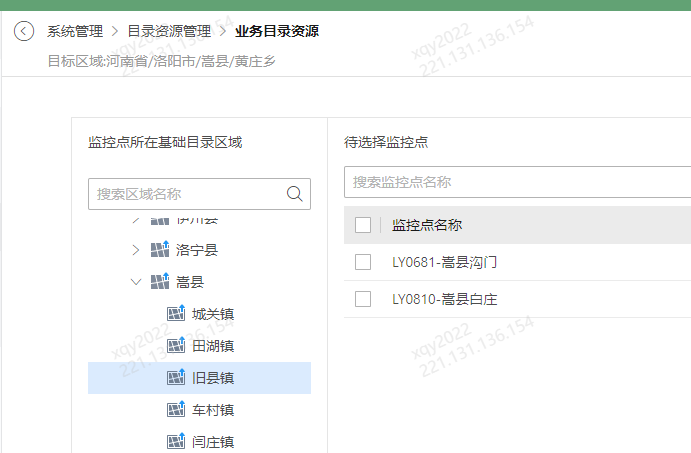 系统管理 > 目录资源管理 > 业务目录资源
目标区域:河南省/洛阳市/嵩县/黄庄乡
监控点所在基础目录区域
搜索区域名称
伊川县
洛宁县
嵩县
城关镇
田湖镇
旧县镇
车村镇
闫庄镇
待选择监控点
搜索监控点名称
监控点名称
LY0681-嵩县沟门
LY0810-嵩县白庄
xqy2022
221.131.136.154
xqy2022
221.131.136.154
xqy2022
221.131.136.154
xqy2022
221.131.136.154